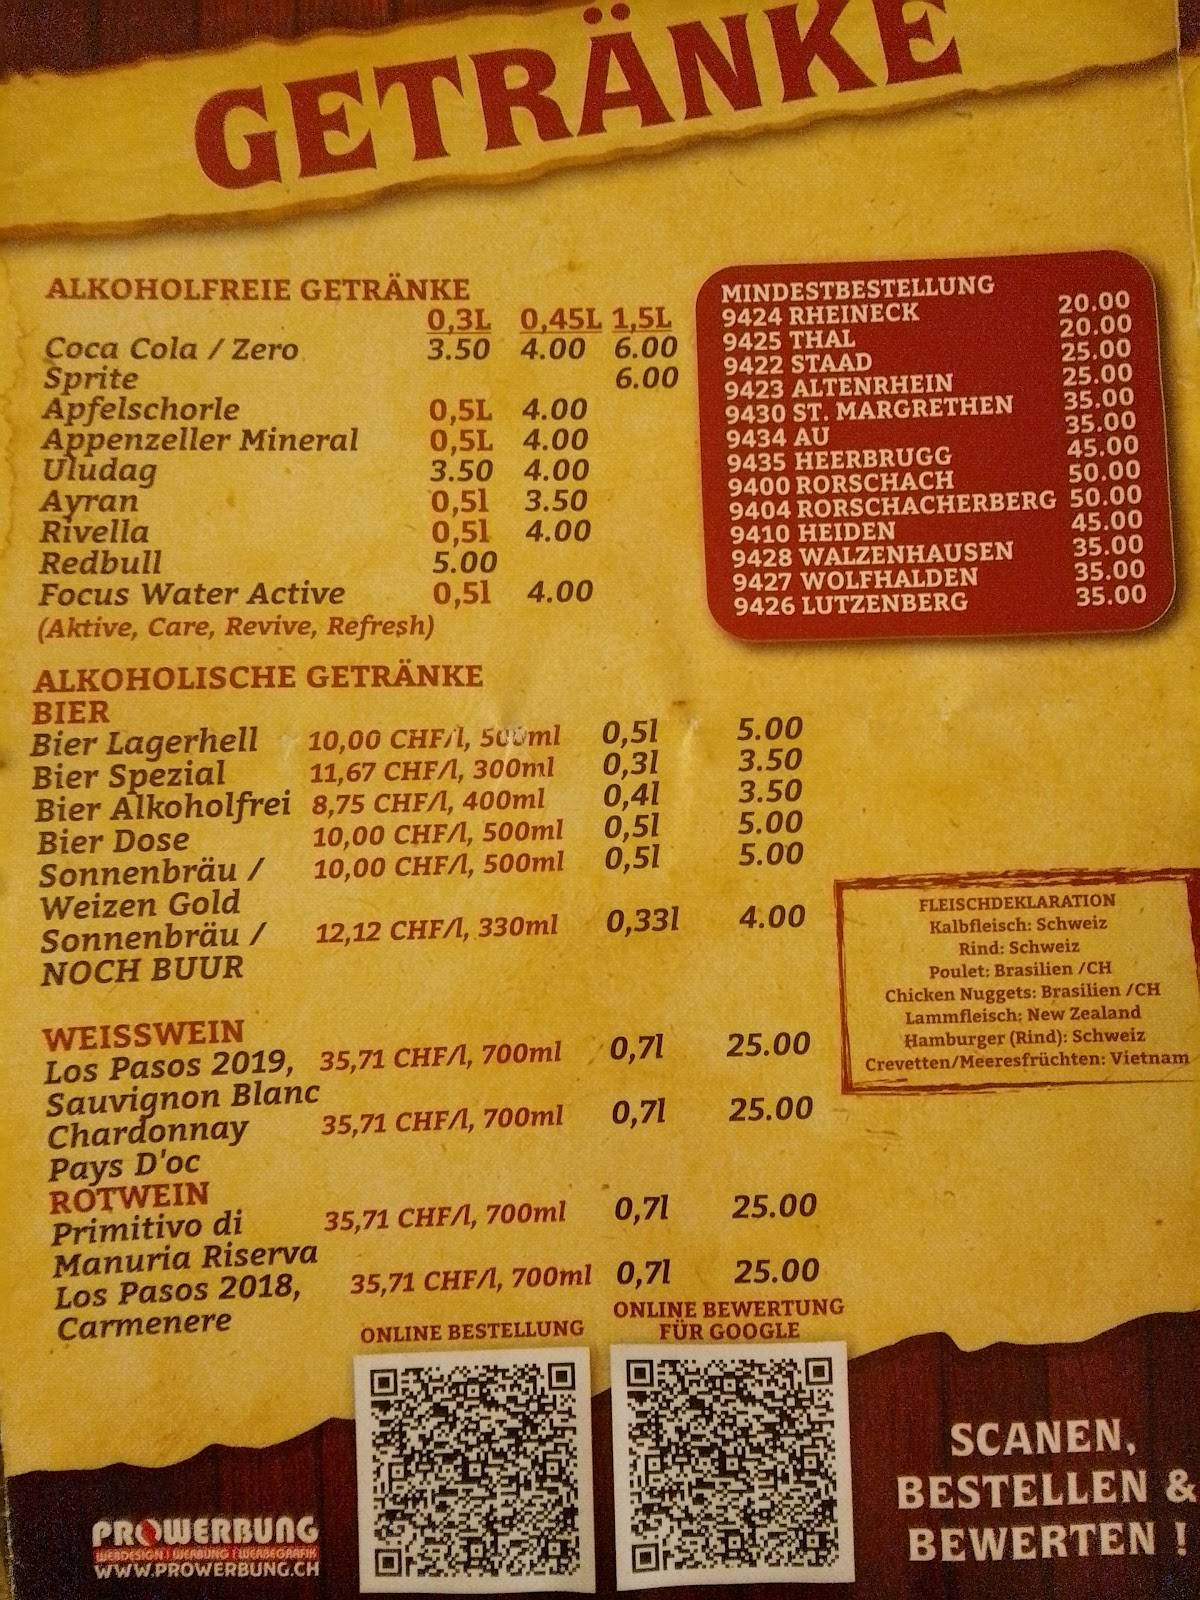 GETRÄNKE
ALKOHOLFREIE GETRÄNKE
0,3L 0,45L 1,5L
Coca Cola / Zero 3.50 4.00 6.00
Sprite 6.00
Apfelschorle 0,5L 4.00
Appenzeller Mineral 0,5L 4.00
Uludag 3.50 4.00
Ayran 0,5l 3.50
Rivella 0,5l 4.00
Redbull 5.00
Focus Water Active 0,5l 4.00
(Aktive, Care, Revive, Refresh)
MINDESTBESTELLUNG
9424 RHEINECK 20.00
9425 THAL 20.00
9422 STAAD 25.00
9423 ALTENRHEIN 25.00
9430 ST. MARGRETHEN 35.00
9434 AU 35.00
9435 HEERBRUGG 45.00
9400 RORSCHACH 50.00
9404 RORSCHACHERBERG 50.00
9410 HEIDEN 45.00
9428 WALZENHAUSEN 35.00
9427 WOLFHALDEN 35.00
9426 LUTZENBERG 35.00
ALKOHOLISCHE GETRÄNKE
BIER
Bier Lagerhell 10,00 CHF/l, 500ml 0,5l 5.00
Bier Spezial 11,67 CHF/l, 300ml 0,3l 3.50
Bier Alkoholfrei 8,75 CHF/l, 400ml 0,4l 3.50
Bier Dose 10,00 CHF/l, 500ml 0,5l 5.00
Sonnenbräu / 10,00 CHF/l, 500ml 0,5l 5.00
Weizen Gold
Sonnenbräu / 12,12 CHF/l, 330ml 0,33l 4.00
NOCH BUUR
FLEISCHDEKLARATION
Kalbfleisch: Schweiz
Rind: Schweiz
Poulet: Brasilien /CH
Chicken Nuggets: Brasilien /CH
Lammfleisch: New Zealand
Hamburger (Rind): Schweiz
Crevetten/Meeresfrüchten: Vietnam
WEISSWEIN
Los Pasos 2019, 35,71 CHF/l, 700ml 0,7l 25.00
Sauvignon Blanc
Chardonnay 35,71 CHF/l, 700ml 0,7l 25.00
Pays D'oc
ROTWEIN
Primitivo di 35,71 CHF/l, 700ml 0,7l 25.00
Manuria Riserva
Los Pasos 2018, 35,71 CHF/l, 700ml 0,7l 25.00
Carmenere
ONLINE BESTELLUNG
ONLINE BEWERTUNG
FÜR GOOGLE
SCANEN,
BESTELLEN &
BEWERTEN !
PROWERBUNG
WEBDESIGN | WERBUNG | WERBEGRAFIK
WWW.PROWERBUNG.CH